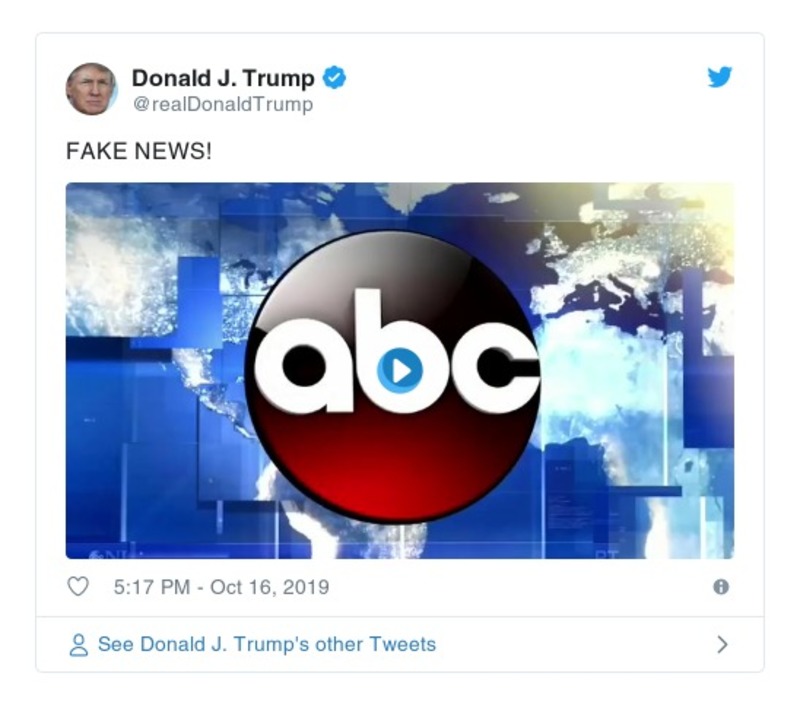 Donald J. Trump
@realDonaldTrump
FAKE NEWS!
abc
5:17 PM - Oct 16, 2019
See Donald J. Trump's other Tweets